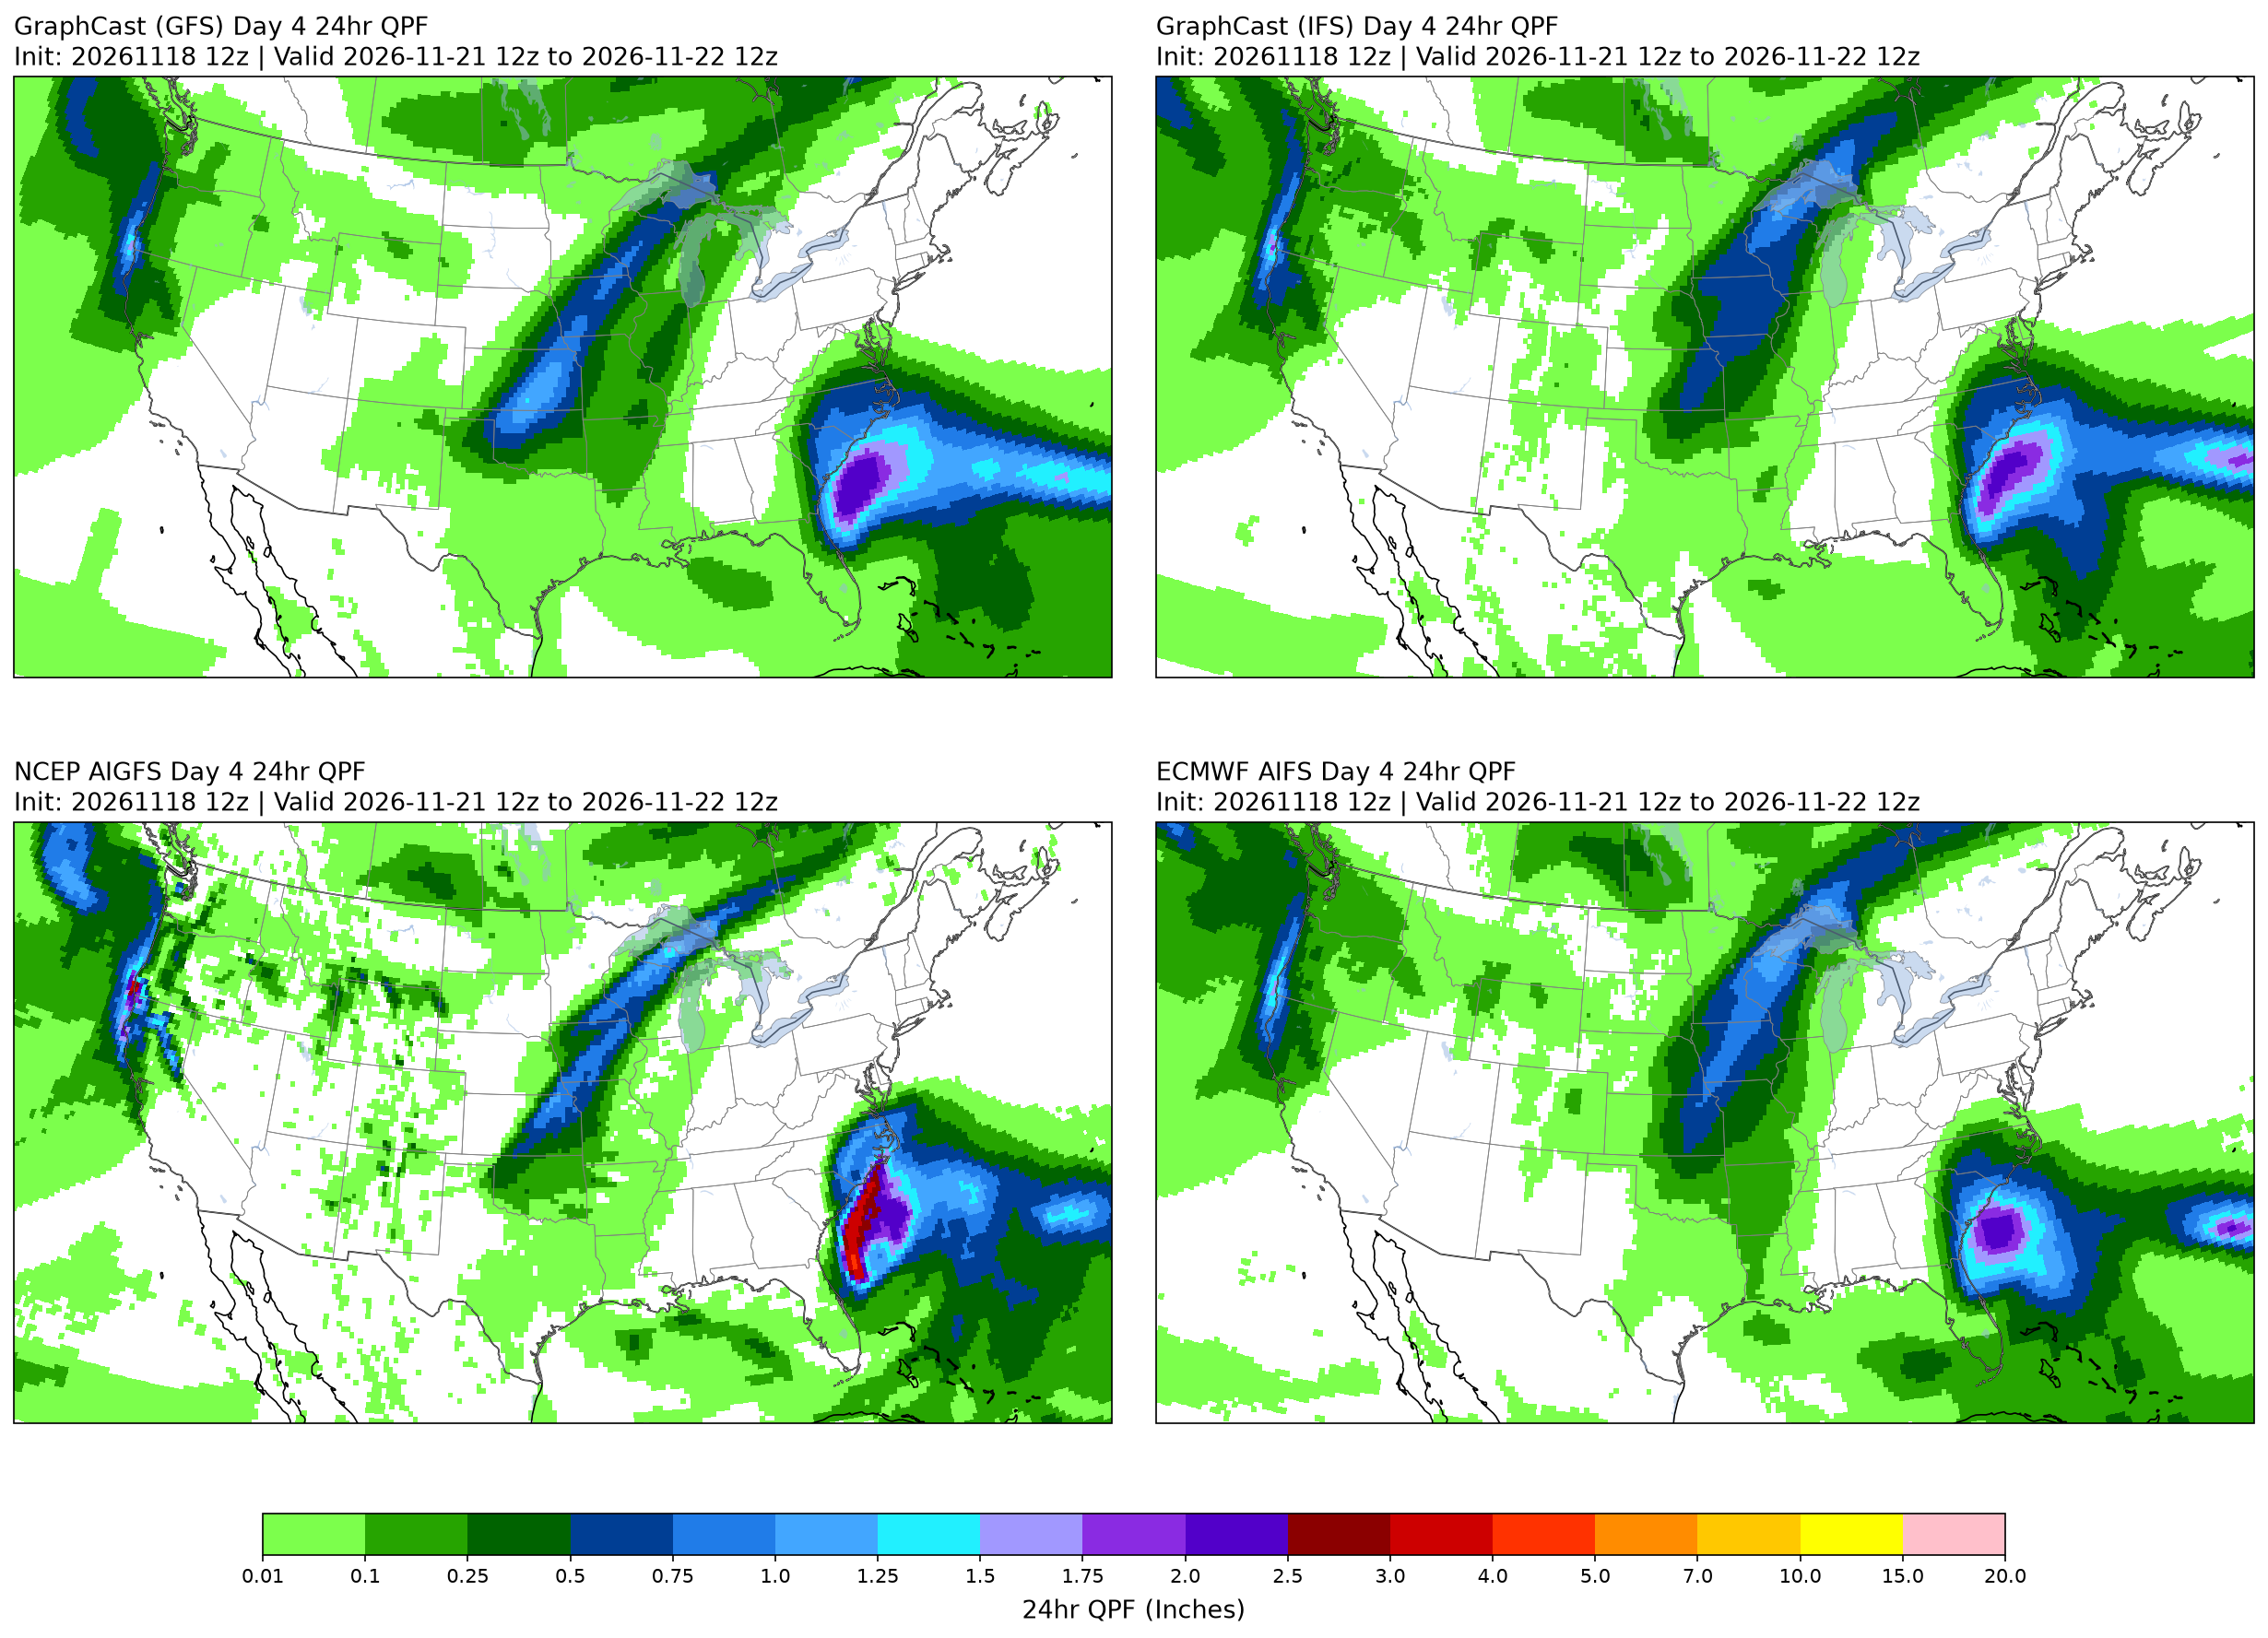 GraphCast (GFS) Day 4 24hr QPF
Init: 20261118 12z | Valid 2026-11-21 12z to 2026-11-22 12z
GraphCast (IFS) Day 4 24hr QPF
Init: 20261118 12z | Valid 2026-11-21 12z to 2026-11-22 12z
NCEP AIGFS Day 4 24hr QPF
Init: 20261118 12z | Valid 2026-11-21 12z to 2026-11-22 12z
ECMWF AIFS Day 4 24hr QPF
Init: 20261118 12z | Valid 2026-11-21 12z to 2026-11-22 12z
0.01 0.1 0.25 0.5 0.75 1.0 1.25 1.5 1.75 2.0 2.5 3.0 4.0 5.0 7.0 10.0 15.0 20.0
24hr QPF (Inches)